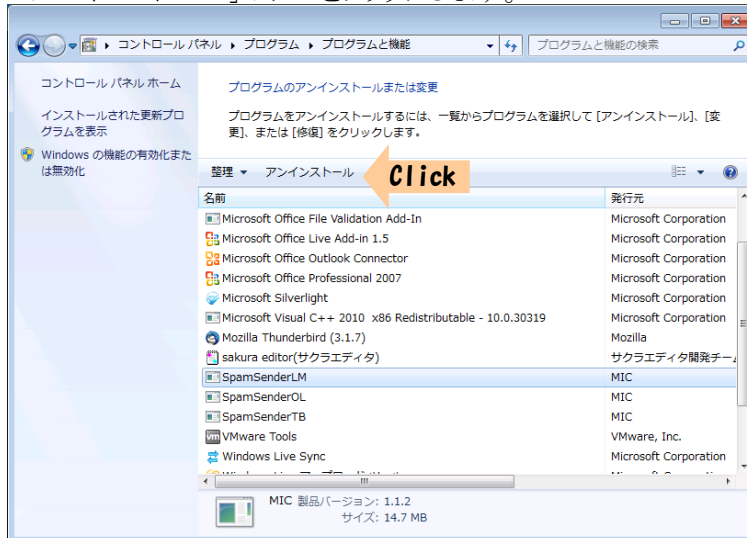 コントロール パネル ▸ プログラム ▸ プログラムと機能
プログラムと機能の検索
コントロール パネル ホーム
インストールされた更新プロ
グラムを表示
Windows の機能の有効化また
は無効化
プログラムのアンインストールまたは変更
プログラムをアンインストールするには、一覧からプログラムを選択して [アンインストール]、[変
更]、または [修復] をクリックします。
整理 ▼ アンインストール
Click
名前 発行元
Microsoft Office File Validation Add-In Microsoft Corporation
Microsoft Office Live Add-in 1.5 Microsoft Corporation
Microsoft Office Outlook Connector Microsoft Corporation
Microsoft Office Professional 2007 Microsoft Corporation
Microsoft Silverlight Microsoft Corporation
Microsoft Visual C++ 2010 x86 Redistributable - 10.0.30319 Microsoft Corporation
Mozilla Thunderbird (3.1.7) Mozilla
sakura editor(サクラエディタ) サクラエディタ開発チー
SpamSenderLM MIC
SpamSenderOL MIC
SpamSenderTB MIC
VMware Tools VMware, Inc.
Windows Live Sync Microsoft Corporation
MIC 製品バージョン: 1.1.2
サイズ: 14.7 MB